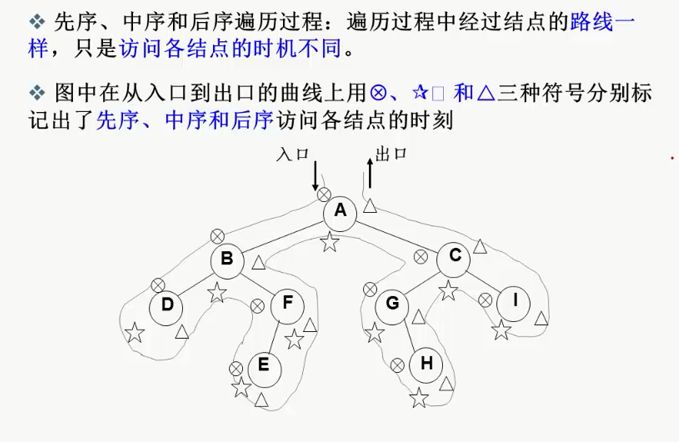 ❖ 先序、中序和后序遍历过程：遍历过程中经过结点的路线一
样，只是访问各结点的时机不同。
❖ 图中在从入口到出口的曲线上用⊗、☆□ 和△三种符号分别标
记出了先序、中序和后序访问各结点的时刻
入口 出口
A
B C
D F G I
E H